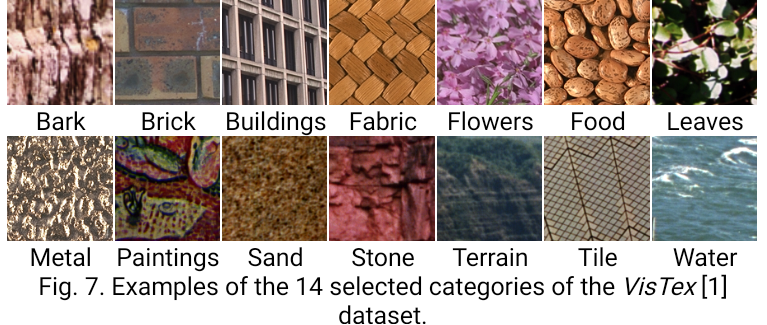 Bark Brick Buildings Fabric Flowers Food Leaves
Metal Paintings Sand Stone Terrain Tile Water
Fig. 7. Examples of the 14 selected categories of the VisTex [1]
dataset.